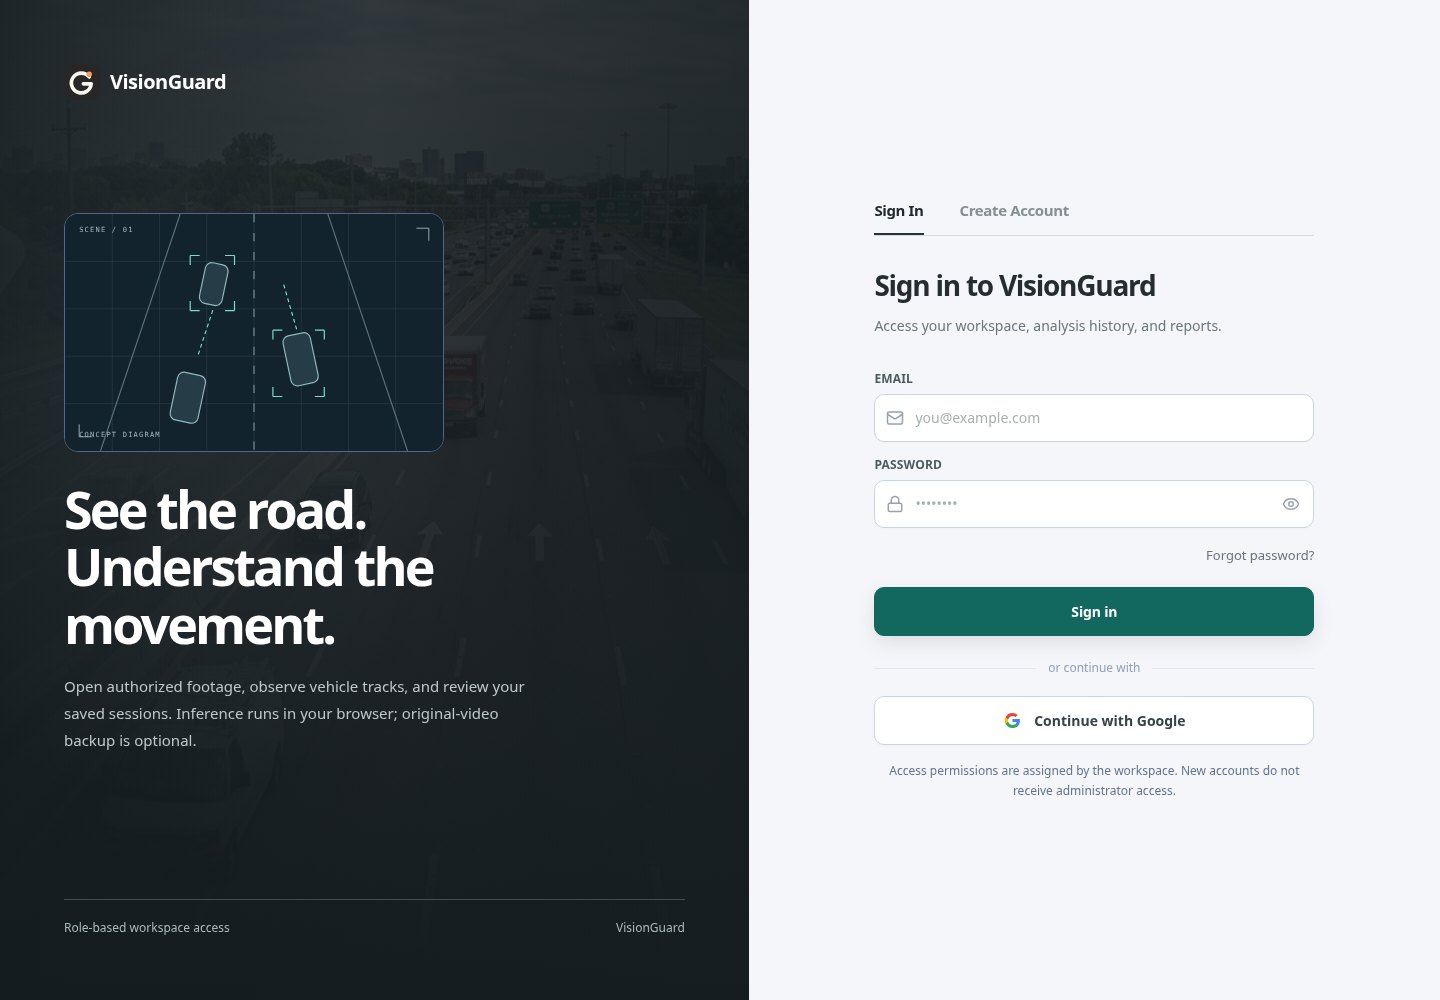 VisionGuard
SCENE / 01
CONCEPT DIAGRAM
See the road.
Understand the
movement.
Open authorized footage, observe vehicle tracks, and review your
saved sessions. Inference runs in your browser; original-video
backup is optional.
Role-based workspace access
VisionGuard
Sign In
Create Account
Sign in to VisionGuard
Access your workspace, analysis history, and reports.
EMAIL
you@example.com
PASSWORD
••••••••
Forgot password?
Sign in
or continue with
Continue with Google
Access permissions are assigned by the workspace. New accounts do not
receive administrator access.